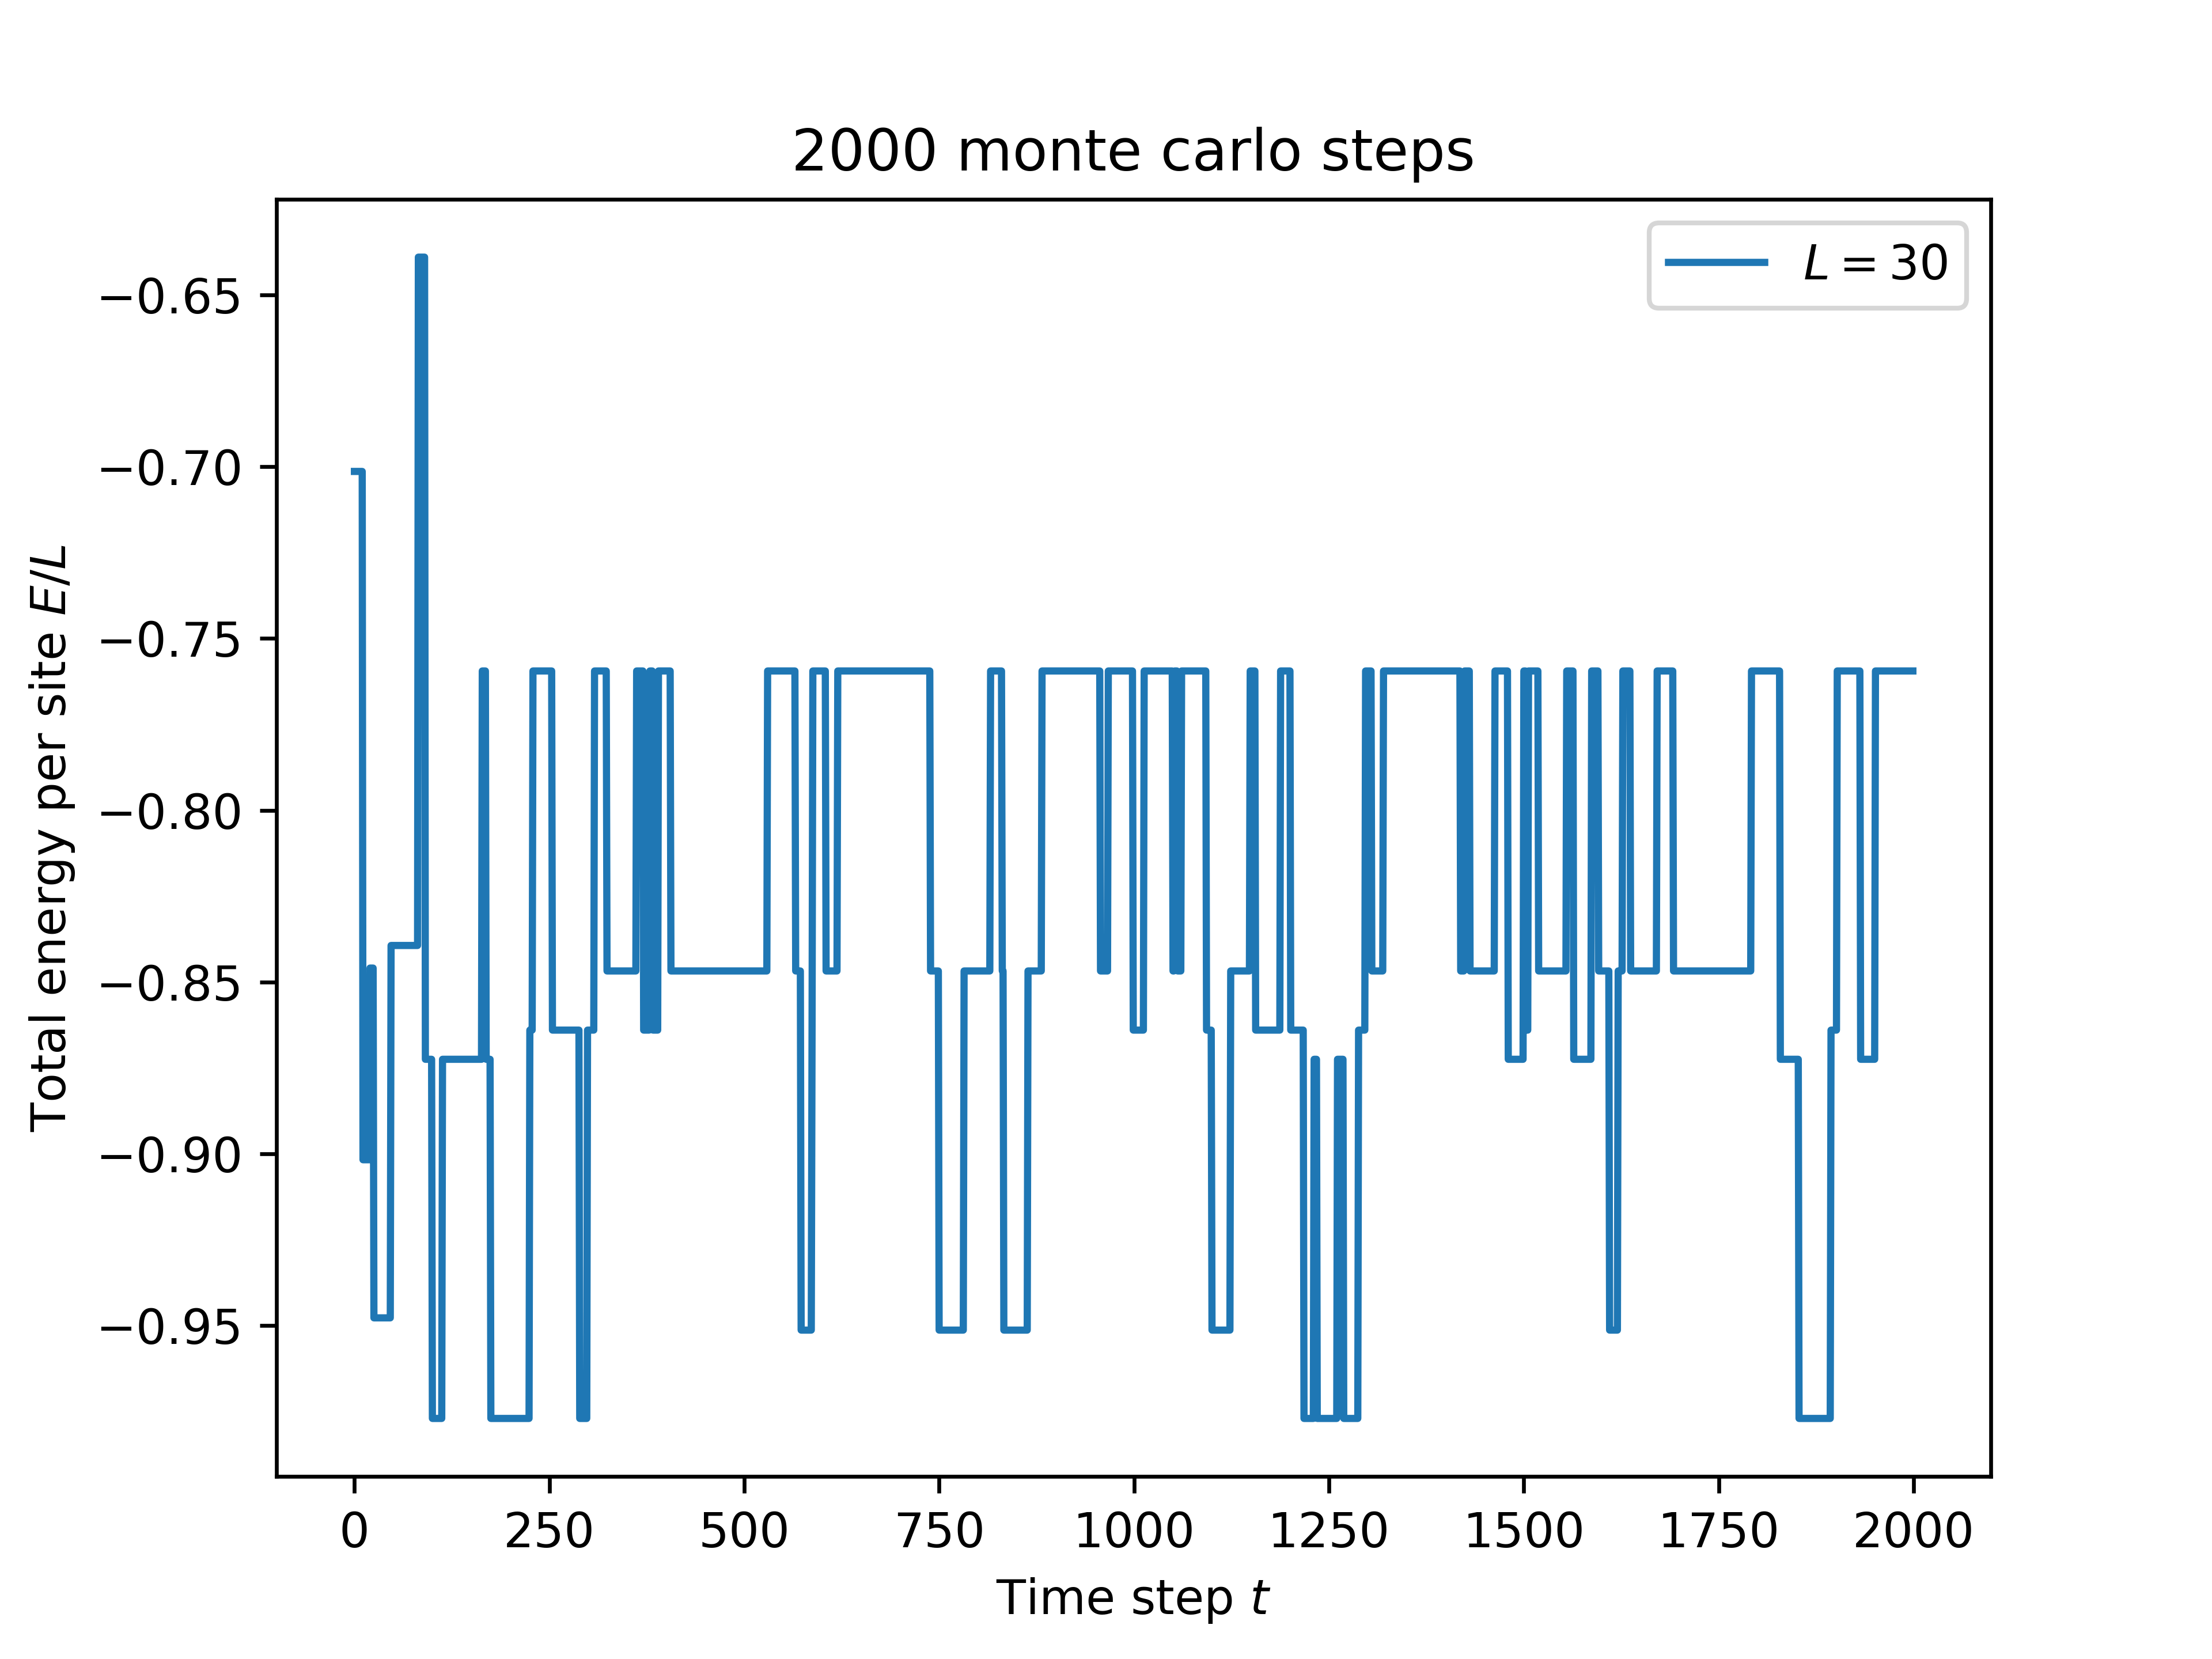 2000 monte carlo steps
L = 30
Total energy per site E/L
−0.65
−0.70
−0.75
−0.80
−0.85
−0.90
−0.95
0 250 500 750 1000 1250 1500 1750 2000
Time step t